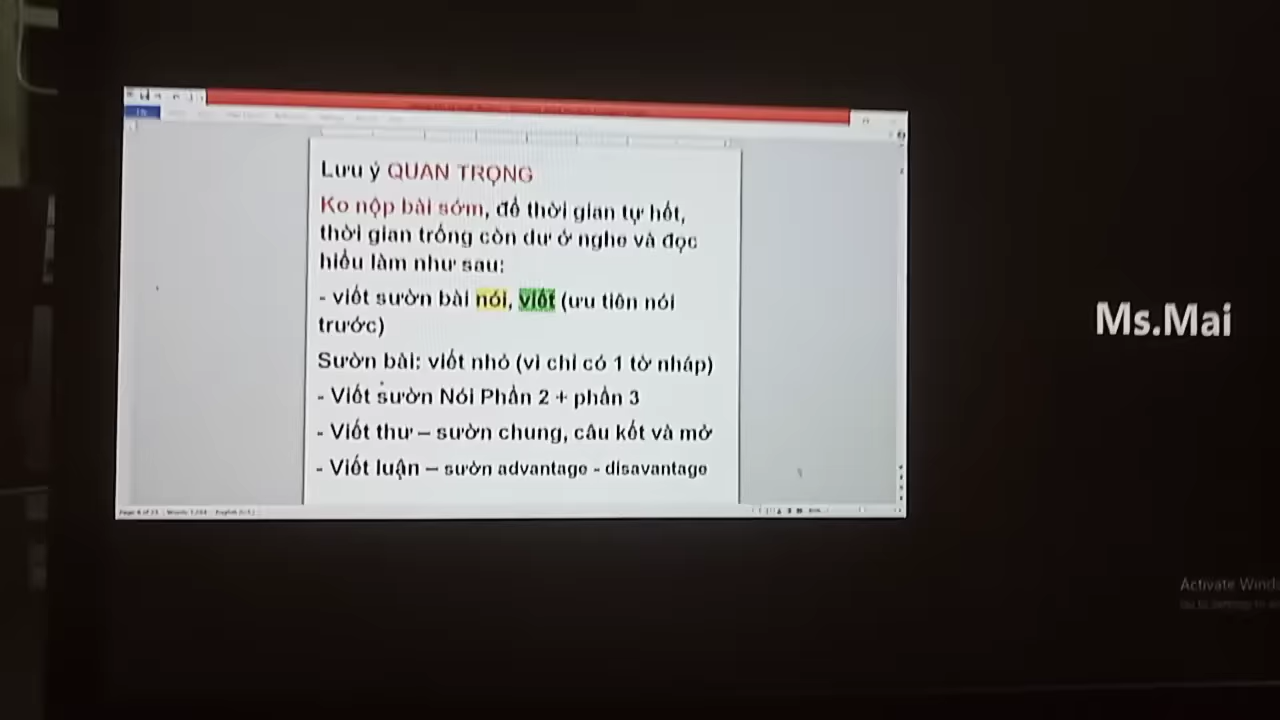 Lưu ý QUAN TRỌNG
Ko nộp bài sớm, để thời gian tự hết,
thời gian trống còn dư ở nghe và đọc
hiểu làm như sau:
- viết sườn bài nói, viết (ưu tiên nói
trước)
Sườn bài: viết nhỏ (vì chỉ có 1 tờ nháp)
- Viết sườn Nói Phần 2 + phần 3
- Viết thư – sườn chung, câu kết và mở
- Viết luận – sườn advantage - disavantage
Ms.Mai
Activate Wind